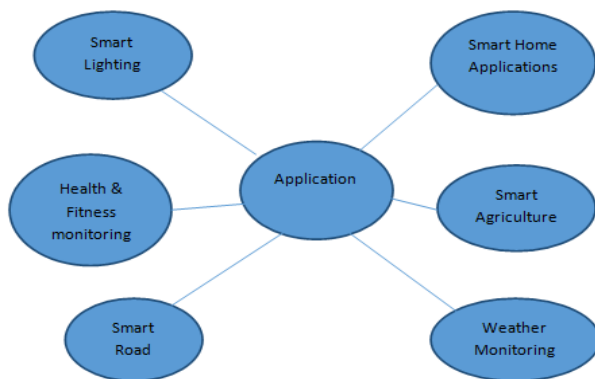 Smart
Lighting
Smart Home
Applications
Application
Health &
Fitness
monitoring
Smart
Agriculture
Smart
Road
Weather
Monitoring